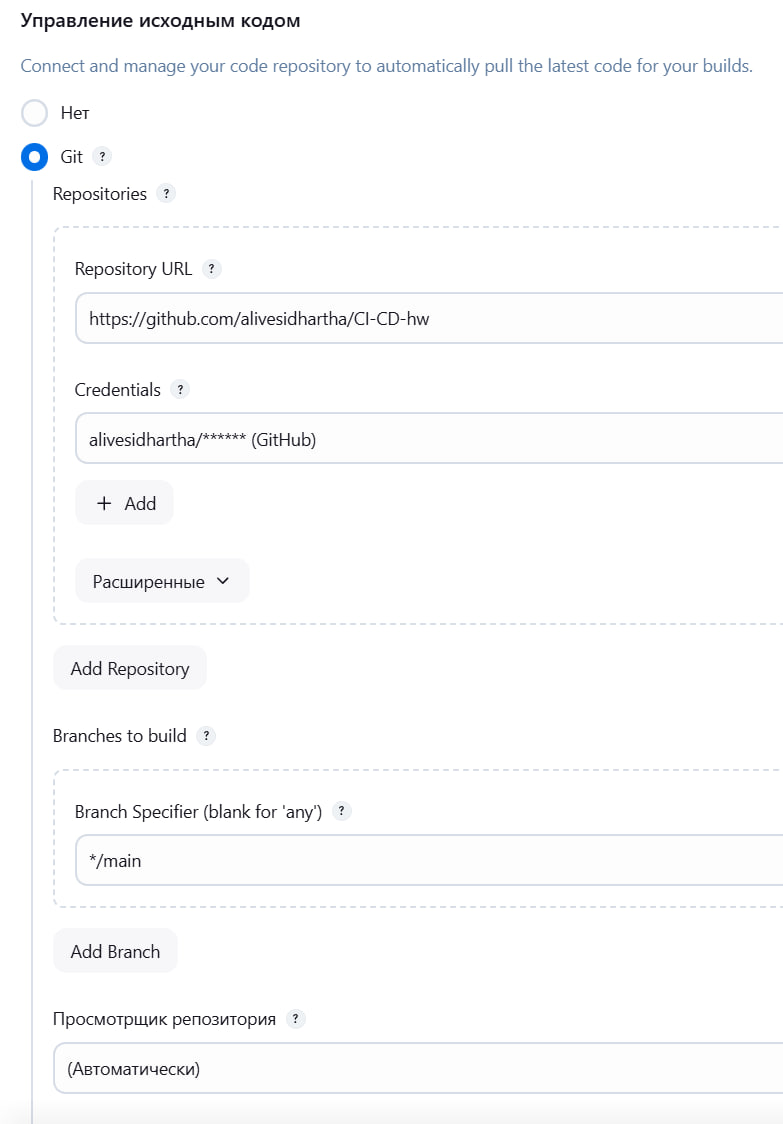 Управление исходным кодом
Connect and manage your code repository to automatically pull the latest code for your builds.
Нет
Git ?
Repositories ?
Repository URL ?
https://github.com/alivesidhartha/CI-CD-hw
Credentials ?
alivesidhartha/****** (GitHub)
+ Add
Расширенные
Add Repository
Branches to build ?
Branch Specifier (blank for 'any') ?
*/main
Add Branch
Просмотрщик репозитория ?
(Автоматически)